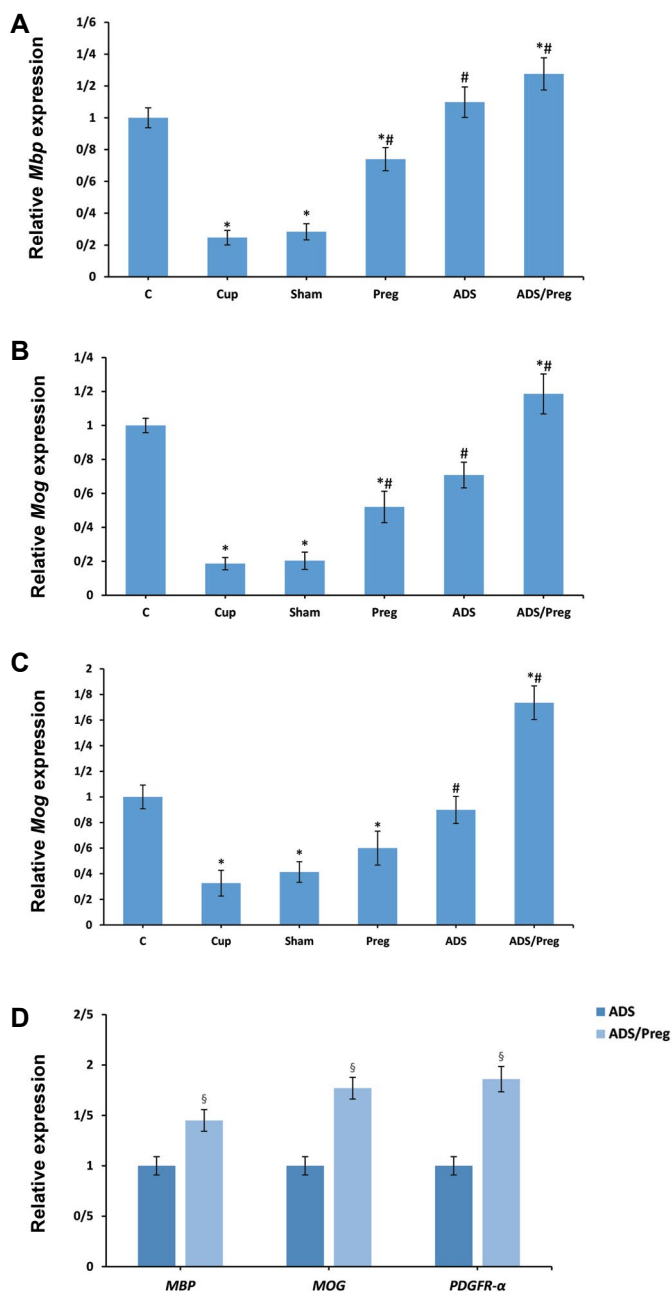 A
Relative Mbp expression
1/6
1/4
1/2
1
0/8
0/6
0/4
0/2
0
* * *# # *#
C Cup Sham Preg ADS ADS/Preg
B
Relative Mog expression
1/4
1/2
1
0/8
0/6
0/4
0/2
0
* * *# # *#
C Cup Sham Preg ADS ADS/Preg
C
Relative Mog expression
2
1/8
1/6
1/4
1/2
1
0/8
0/6
0/4
0/2
0
* * * # *#
C Cup Sham Preg ADS ADS/Preg
D
Relative expression
2/5
2
1/5
1
0/5
0
§ § §
MBP MOG PDGFR-α
ADS
ADS/Preg